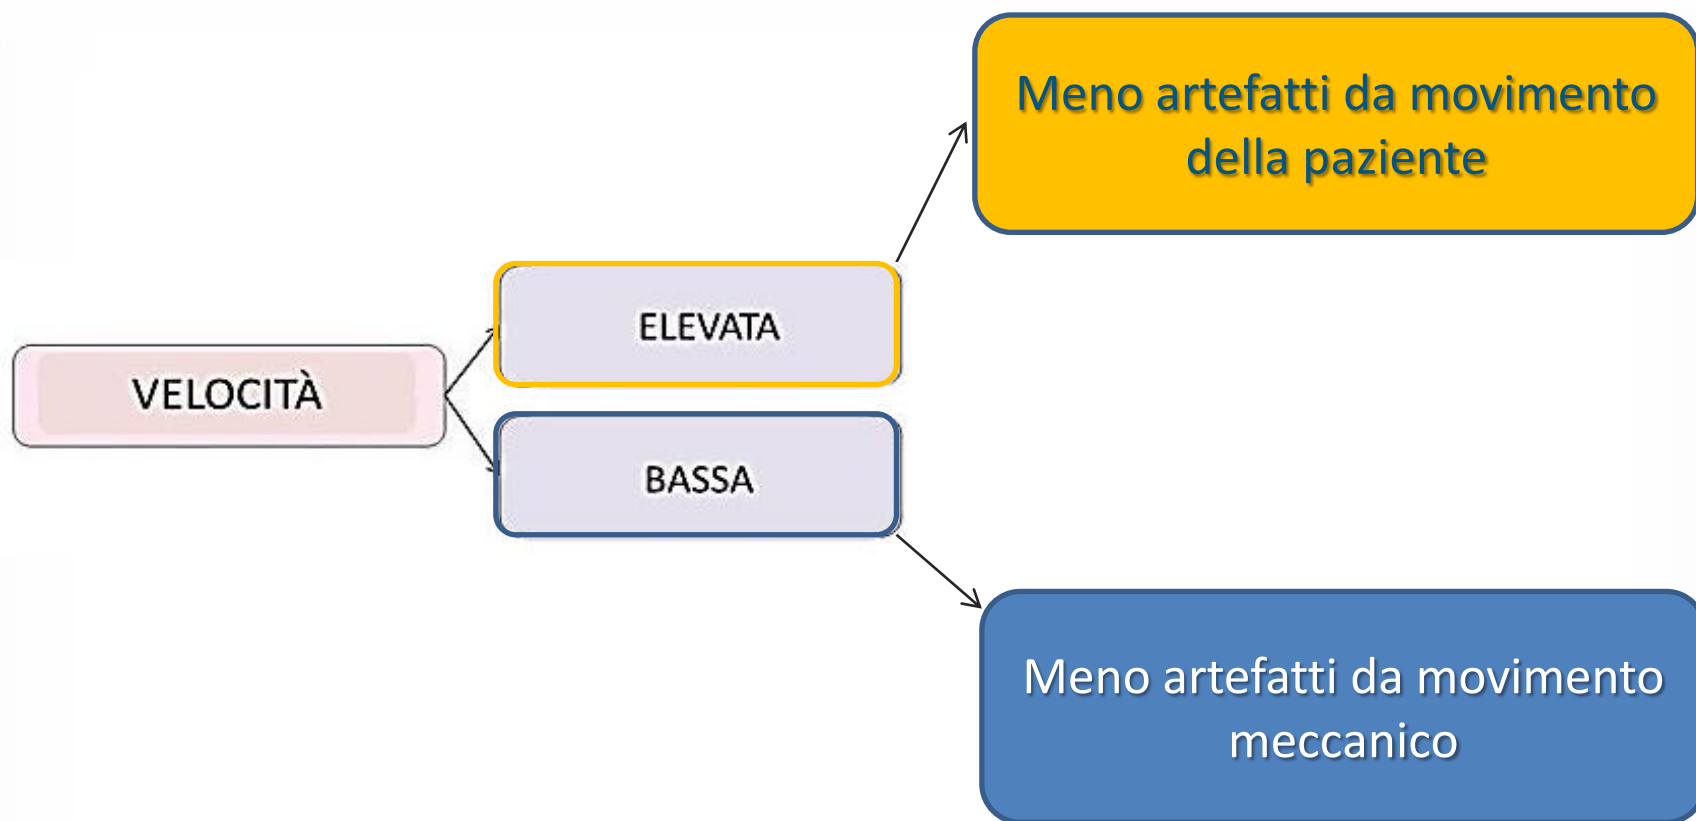 Meno artefatti da movimento
della paziente
ELEVATA
VELOCITÀ
BASSA
Meno artefatti da movimento
meccanico